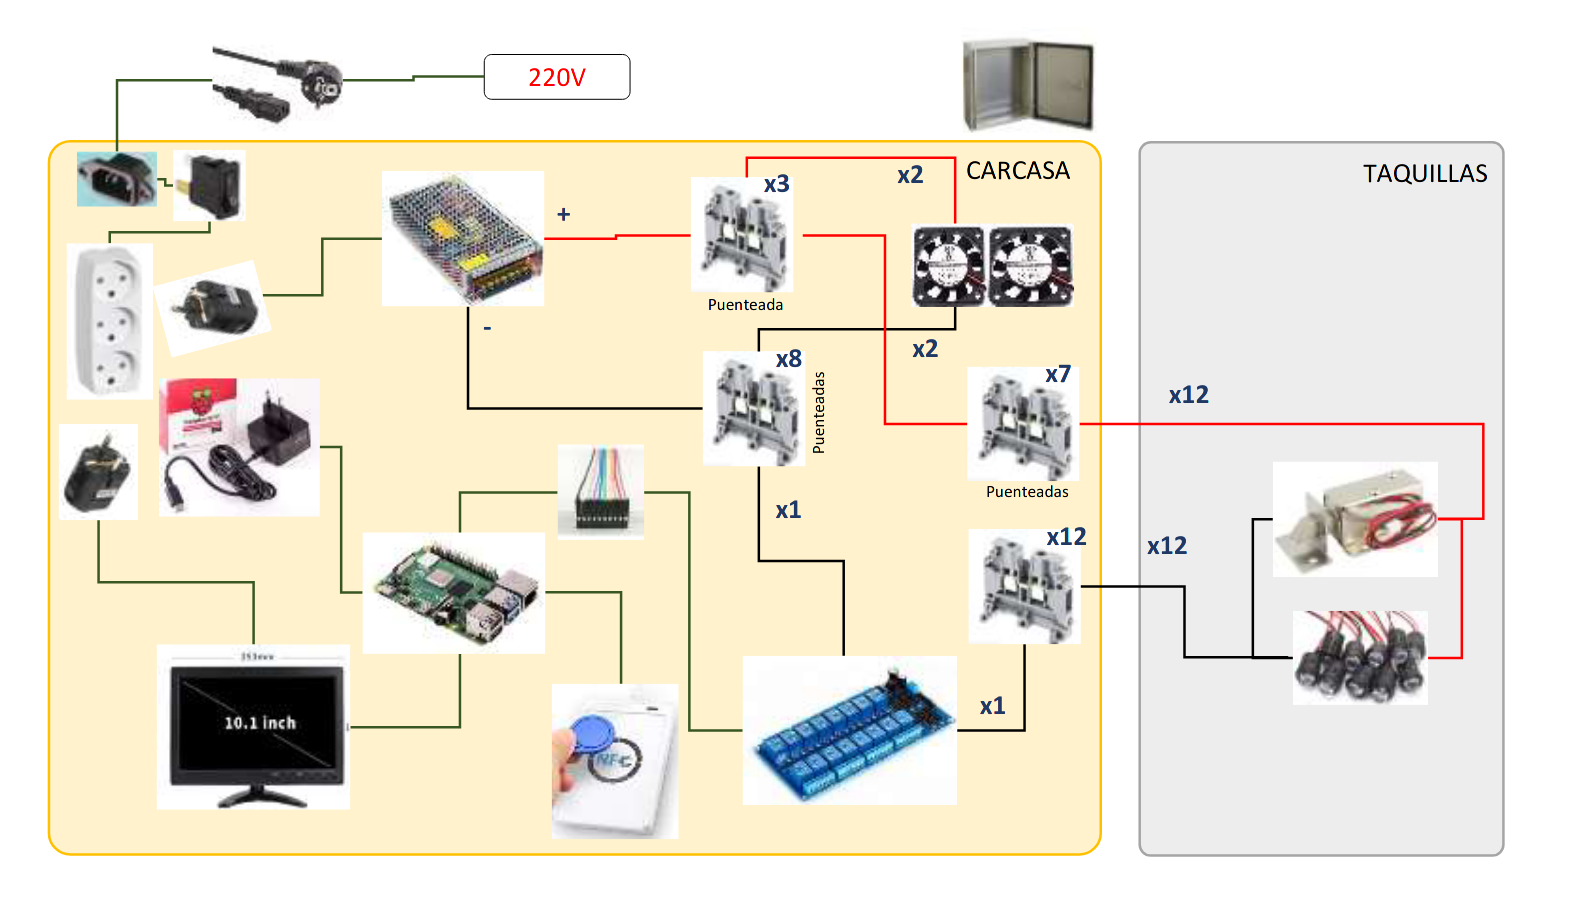 220V
CARCASA
TAQUILLAS
x3
x2
+
Puenteada
-
x2
x8
Puenteadas
x7
x12
Puenteadas
x1
x12
x12
353mm
10.1 inch
NFC
x1